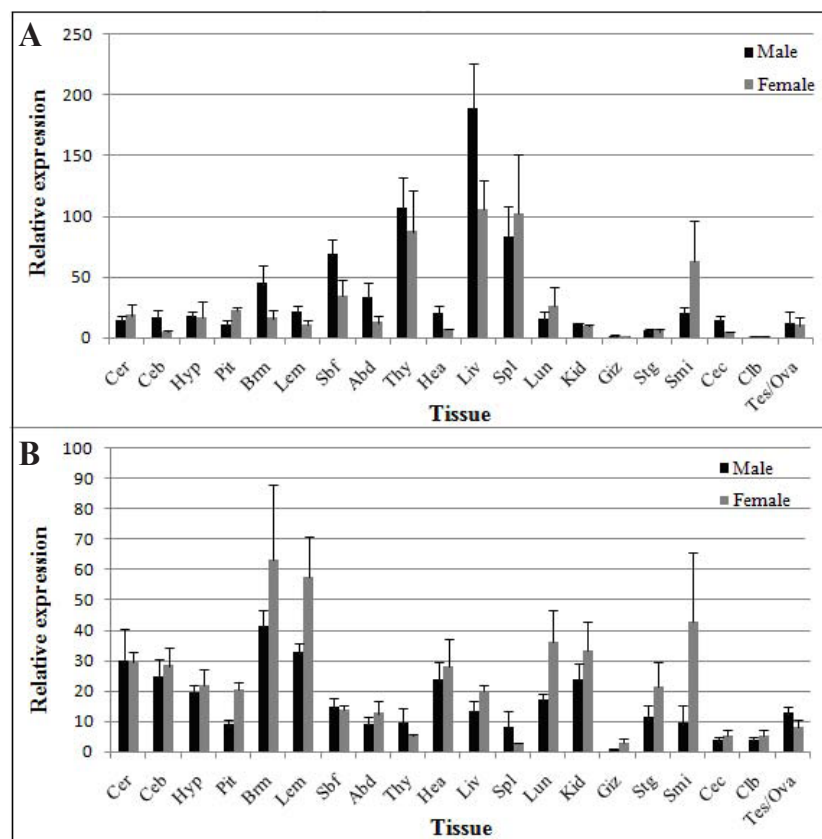 A
Relative expression
250
200
150
100
50
0
Male
Female
Cer Ceb Hyp Pit Brm Lem Sbf Abd Thy Hea Liv Spl Lun Kid Giz Stg Smi Cec Clb Tes/Ova
Tissue
B
Relative expression
100
90
80
70
60
50
40
30
20
10
0
Male
Female
Cer Ceb Hyp Pit Brm Lem Sbf Abd Thy Hea Liv Spl Lun Kid Giz Stg Smi Cec Clb Tes/Ova
Tissue